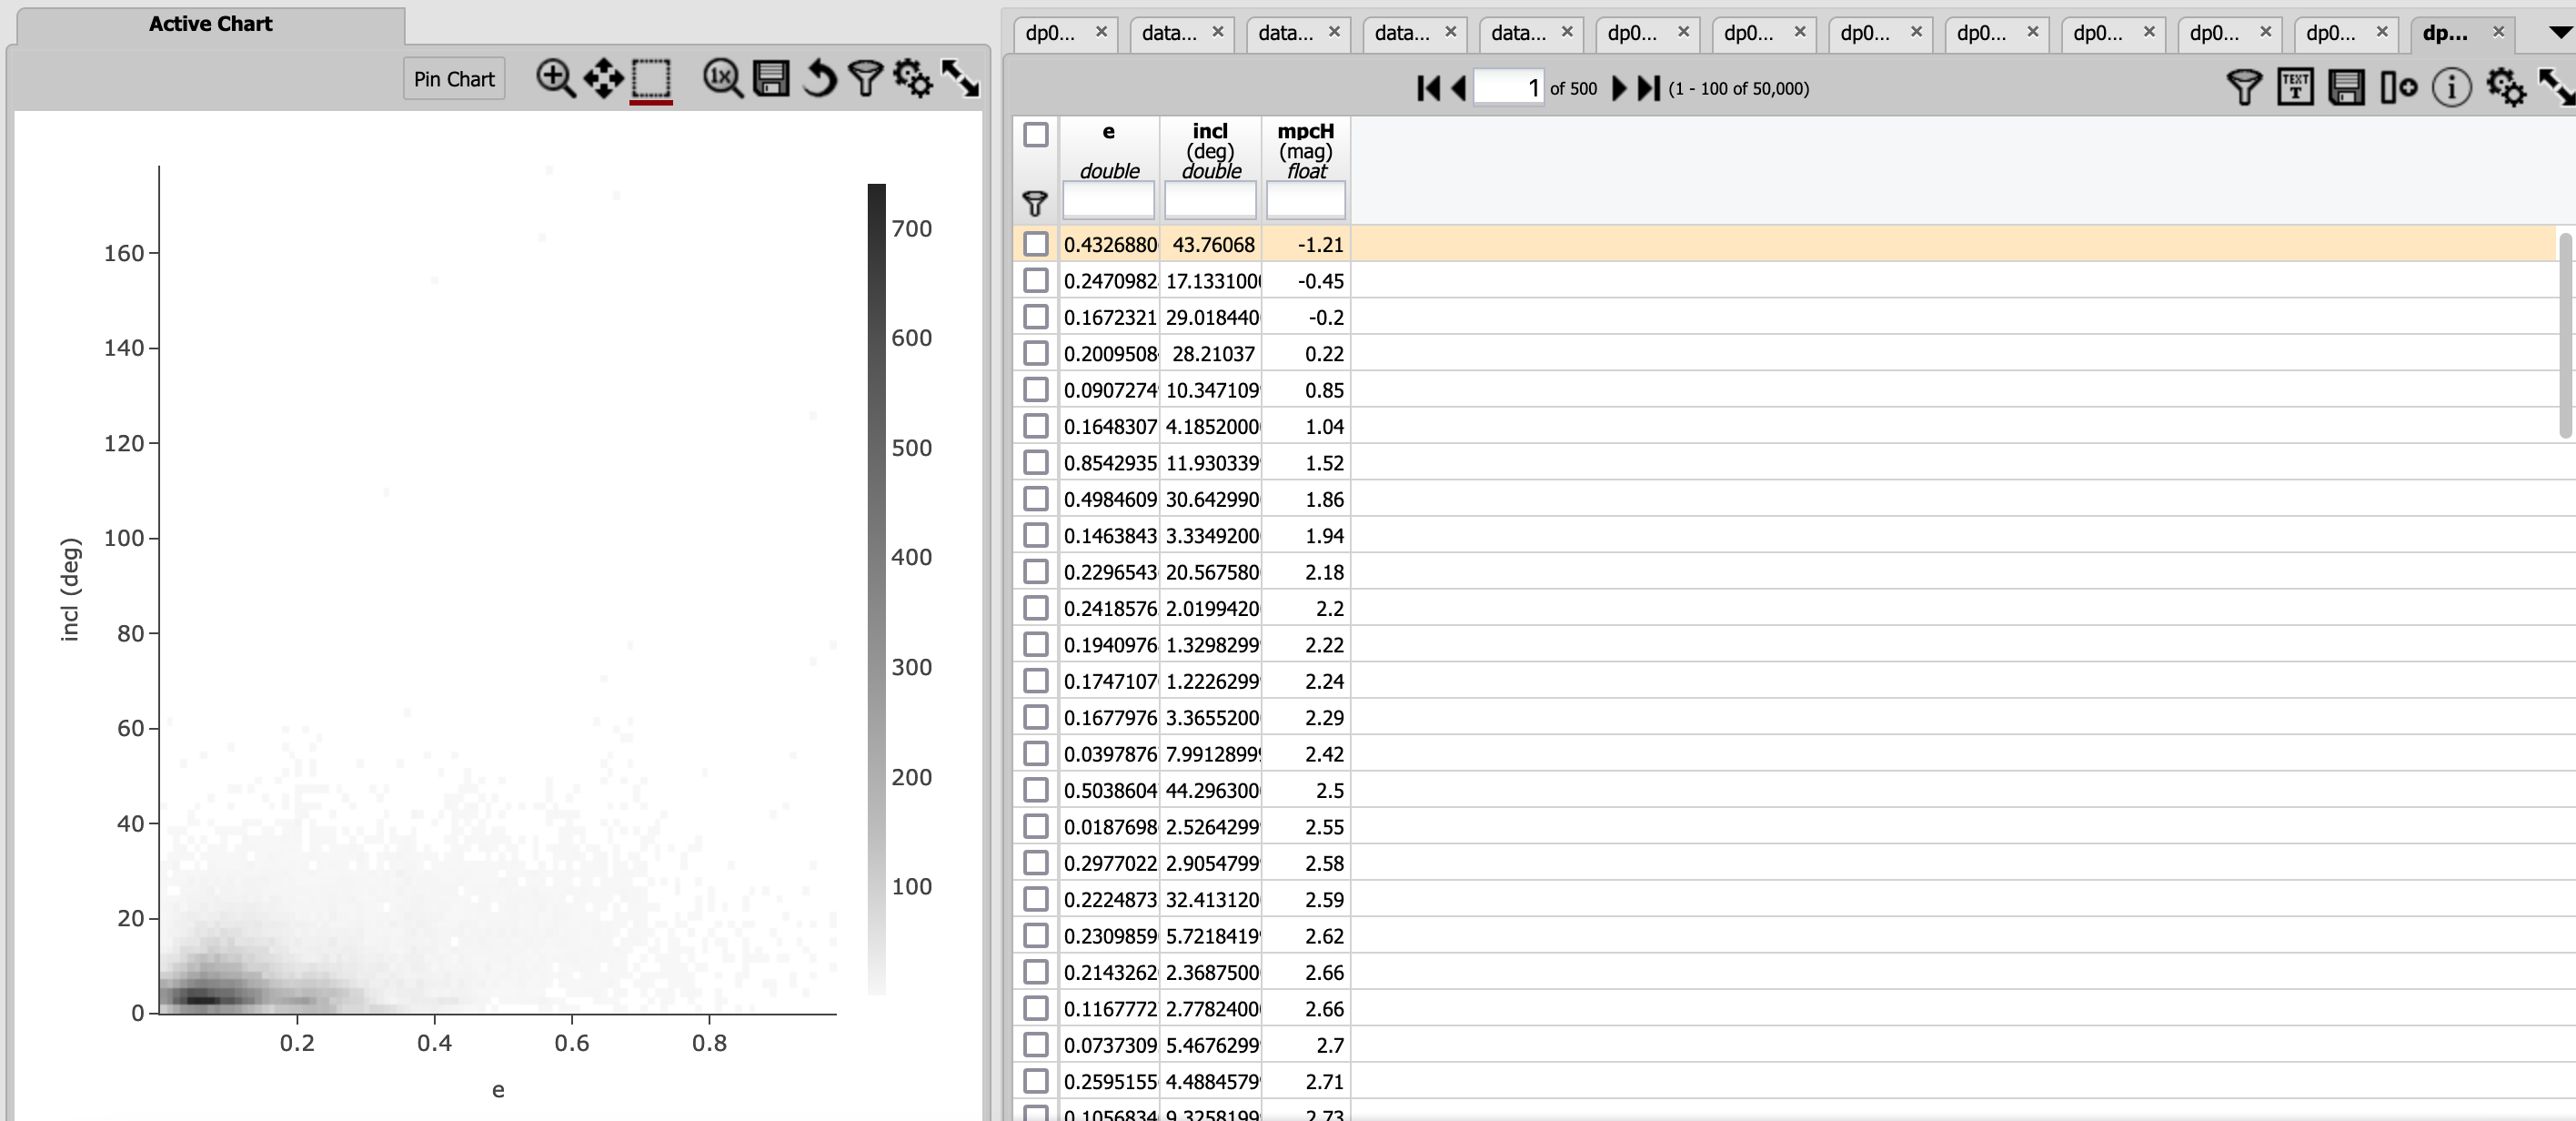 Active Chart
Pin Chart
1x
700
600
500
400
300
200
100
160
140
120
100
80
60
40
20
0
incl (deg)
0.2 0.4 0.6 0.8
e
dp0... data... data... data... data... dp0... dp0... dp0... dp0... dp0... dp0... dp0... dp...
1 of 500 (1 - 100 of 50,000)
TEXT
T
i
e incl mpcH
(deg) (mag)
double double float
0.4326880 43.76068 -1.21
0.2470982 17.133100 -0.45
0.1672321 29.018440 -0.2
0.2009508 28.21037 0.22
0.0907274 10.347109 0.85
0.1648307 4.1852000 1.04
0.8542935 11.930339 1.52
0.4984609 30.642990 1.86
0.1463843 3.3349200 1.94
0.2296543 20.567580 2.18
0.2418576 2.0199420 2.2
0.1940976 1.3298299 2.22
0.1747107 1.2226299 2.24
0.1677976 3.3655200 2.29
0.0397876 7.9912899 2.42
0.5038604 44.296300 2.5
0.0187698 2.5264299 2.55
0.2977022 2.9054799 2.58
0.2224873 32.413120 2.59
0.2309859 5.7218419 2.62
0.2143262 2.3687500 2.66
0.1167772 2.7782400 2.66
0.0737309 5.4676299 2.7
0.2595155 4.4884579 2.71
0.1056834 9.3258199 2.73